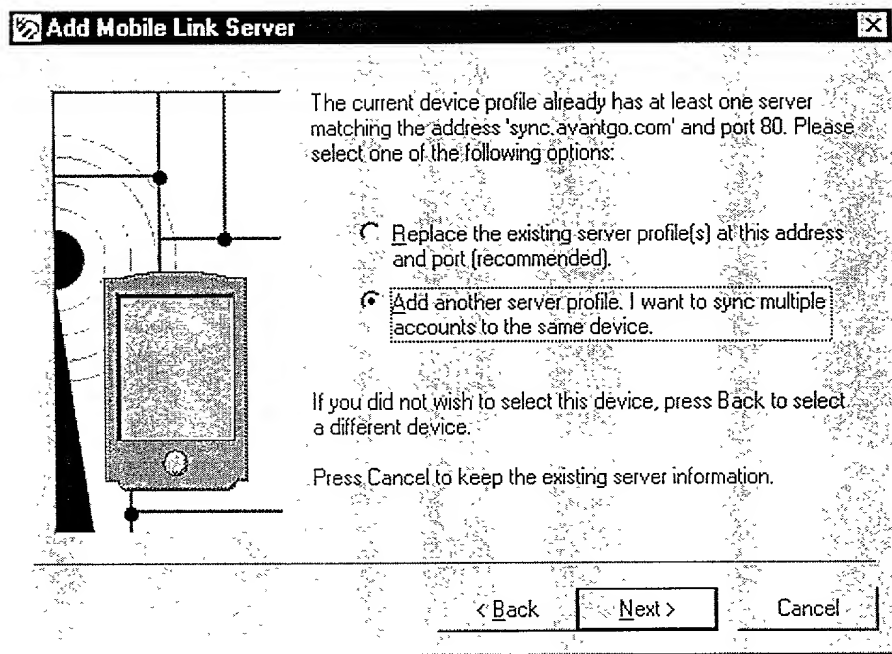 Add Mobile Link Server
The current device profile already has at least one server
matching the address 'sync.avantgo.com' and port 80. Please
select one of the following options:
Replace the existing server profile(s) at this address
and port (recommended).
Add another server profile. I want to sync multiple
accounts to the same device.
If you did not wish to select this device, press Back to select
a different device.
Press Cancel to keep the existing server information.
< Back
Next >
Cancel